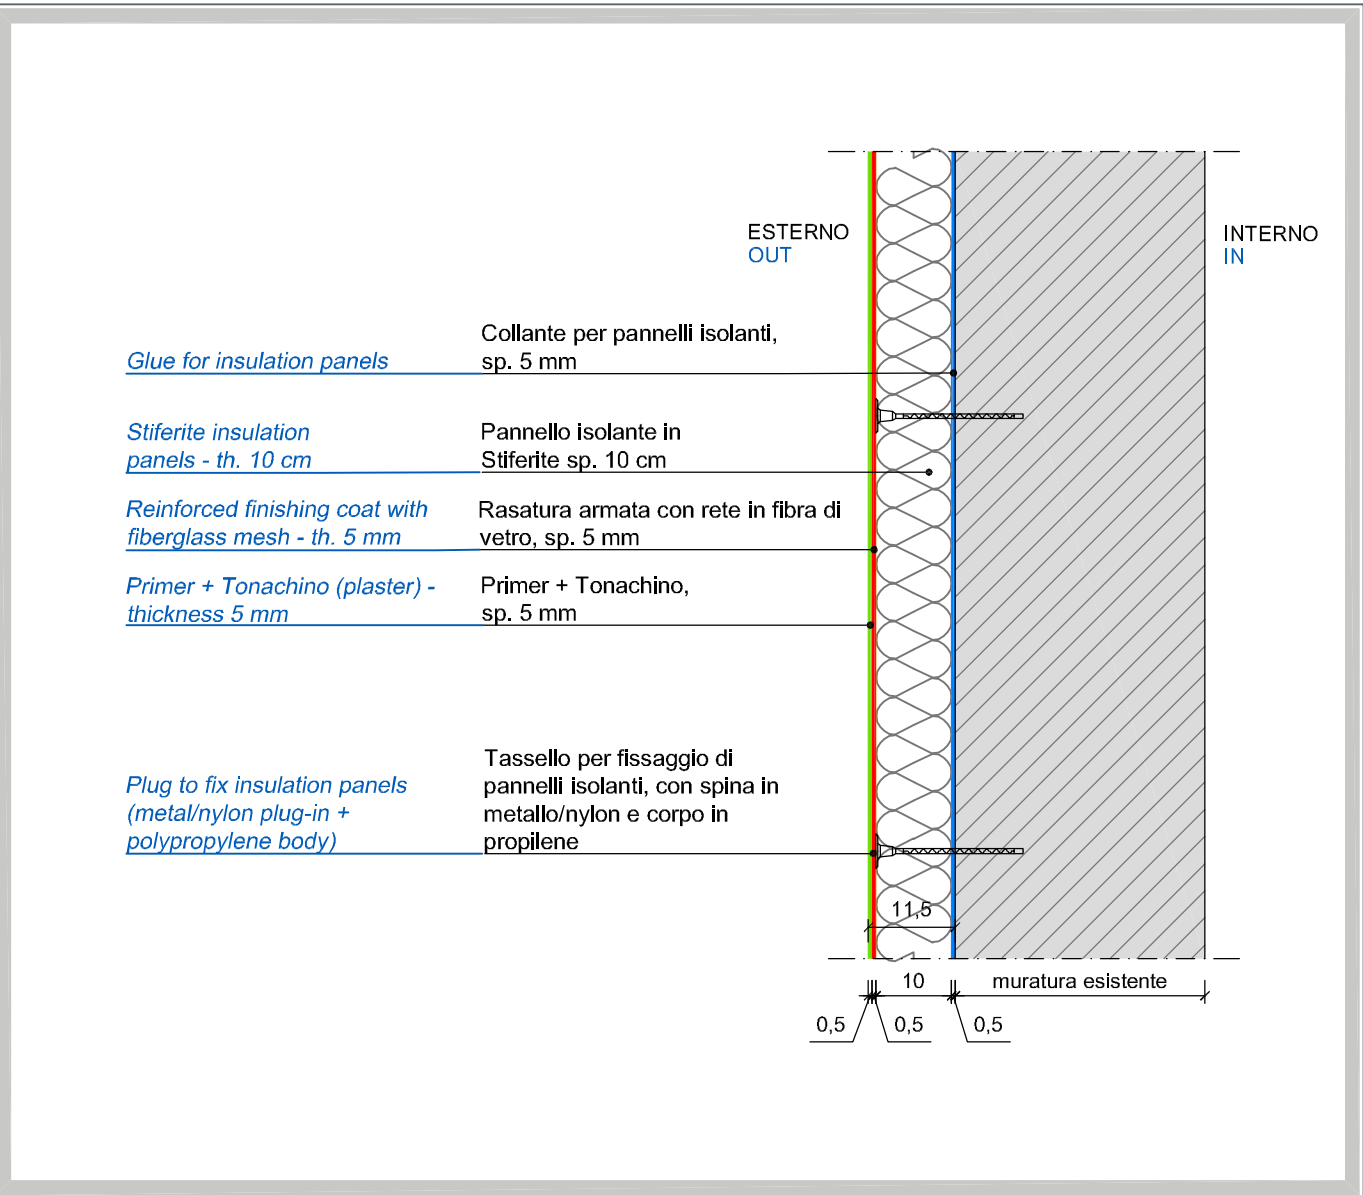 ESTERNO
OUT
INTERNO
IN
Glue for insulation panels
Collante per pannelli isolanti,
sp. 5 mm
Stiferite insulation
panels - th. 10 cm
Pannello isolante in
Stiferite sp. 10 cm
Reinforced finishing coat with
fiberglass mesh - th. 5 mm
Rasatura armata con rete in fibra di
vetro, sp. 5 mm
Primer + Tonachino (plaster) -
thickness 5 mm
Primer + Tonachino,
sp. 5 mm
Plug to fix insulation panels
(metal/nylon plug-in +
polypropylene body)
Tassello per fissaggio di
pannelli isolanti, con spina in
metallo/nylon e corpo in
propilene
11,5
10
muratura esistente
0,5
0,5
0,5